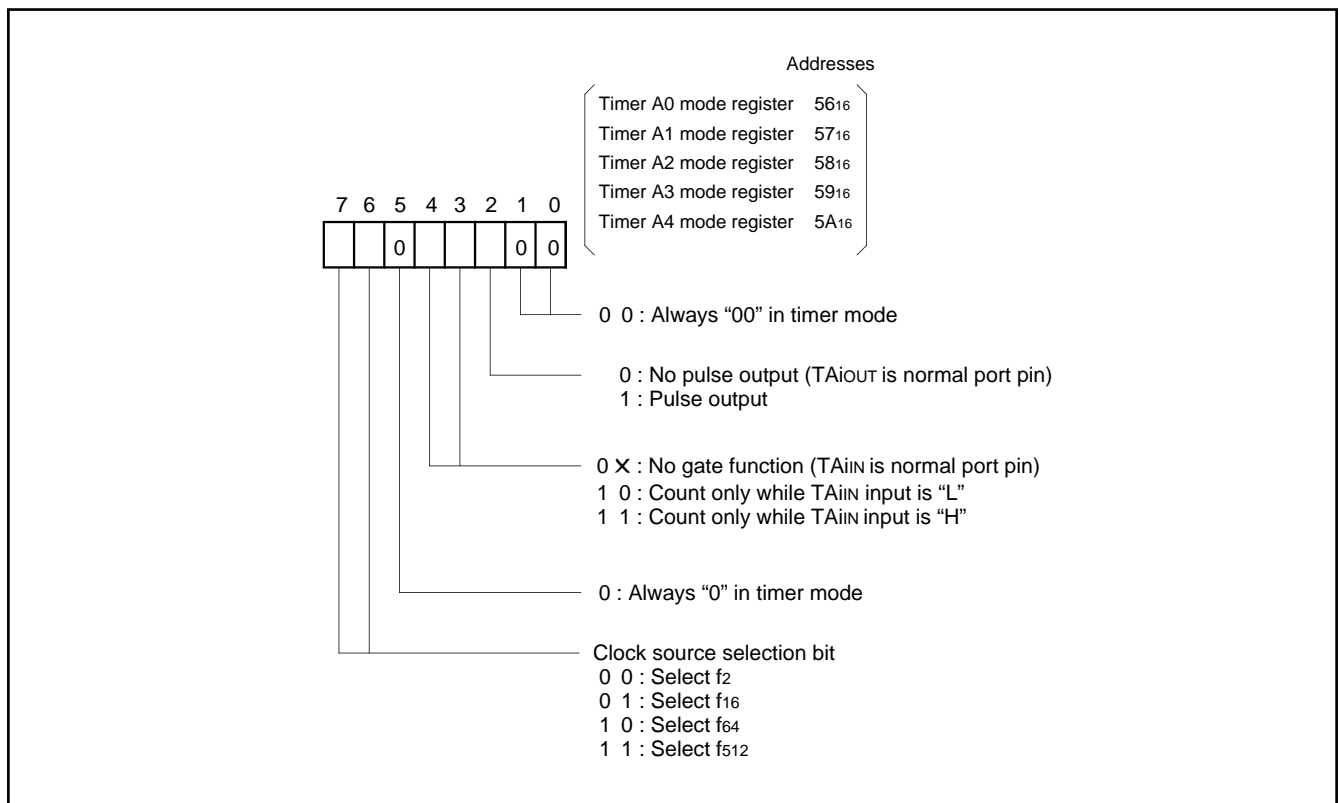 Addresses
Timer A0 mode register 5616
Timer A1 mode register 5716
Timer A2 mode register 5816
Timer A3 mode register 5916
Timer A4 mode register 5A16
7 6 5 4 3 2 1 0
0 0 0
0 0 : Always “00” in timer mode
0 : No pulse output (TAiOUT is normal port pin)
1 : Pulse output
0 × : No gate function (TAiIN is normal port pin)
1 0 : Count only while TAiIN input is “L”
1 1 : Count only while TAiIN input is “H”
0 : Always “0” in timer mode
Clock source selection bit
0 0 : Select f2
0 1 : Select f16
1 0 : Select f64
1 1 : Select f512